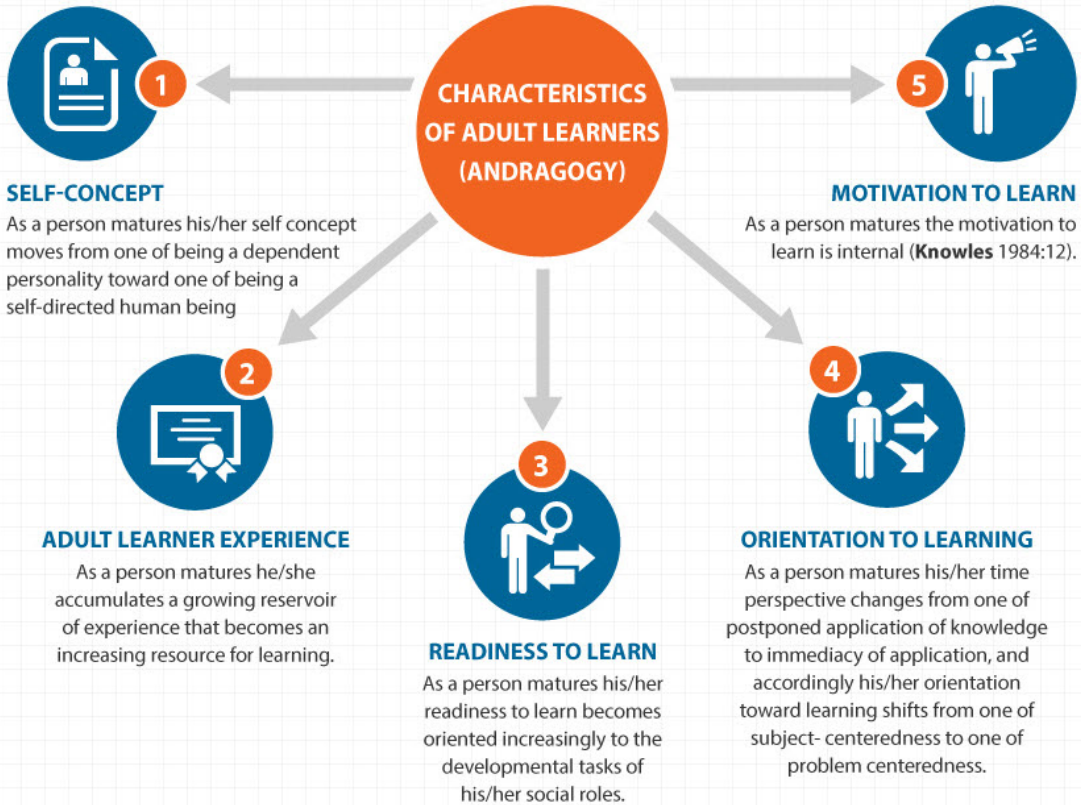 CHARACTERISTICS
OF ADULT LEARNERS
(ANDRAGOGY)
1
SELF-CONCEPT
As a person matures his/her self concept
moves from one of being a dependent
personality toward one of being a
self-directed human being
2
ADULT LEARNER EXPERIENCE
As a person matures he/she
accumulates a growing reservoir
of experience that becomes an
increasing resource for learning.
3
READINESS TO LEARN
As a person matures his/her
readiness to learn becomes
oriented increasingly to the
developmental tasks of
his/her social roles.
4
ORIENTATION TO LEARNING
As a person matures his/her time
perspective changes from one of
postponed application of knowledge
to immediacy of application, and
accordingly his/her orientation
toward learning shifts from one of
subject- centeredness to one of
problem centeredness.
5
MOTIVATION TO LEARN
As a person matures the motivation to
learn is internal (Knowles 1984:12).